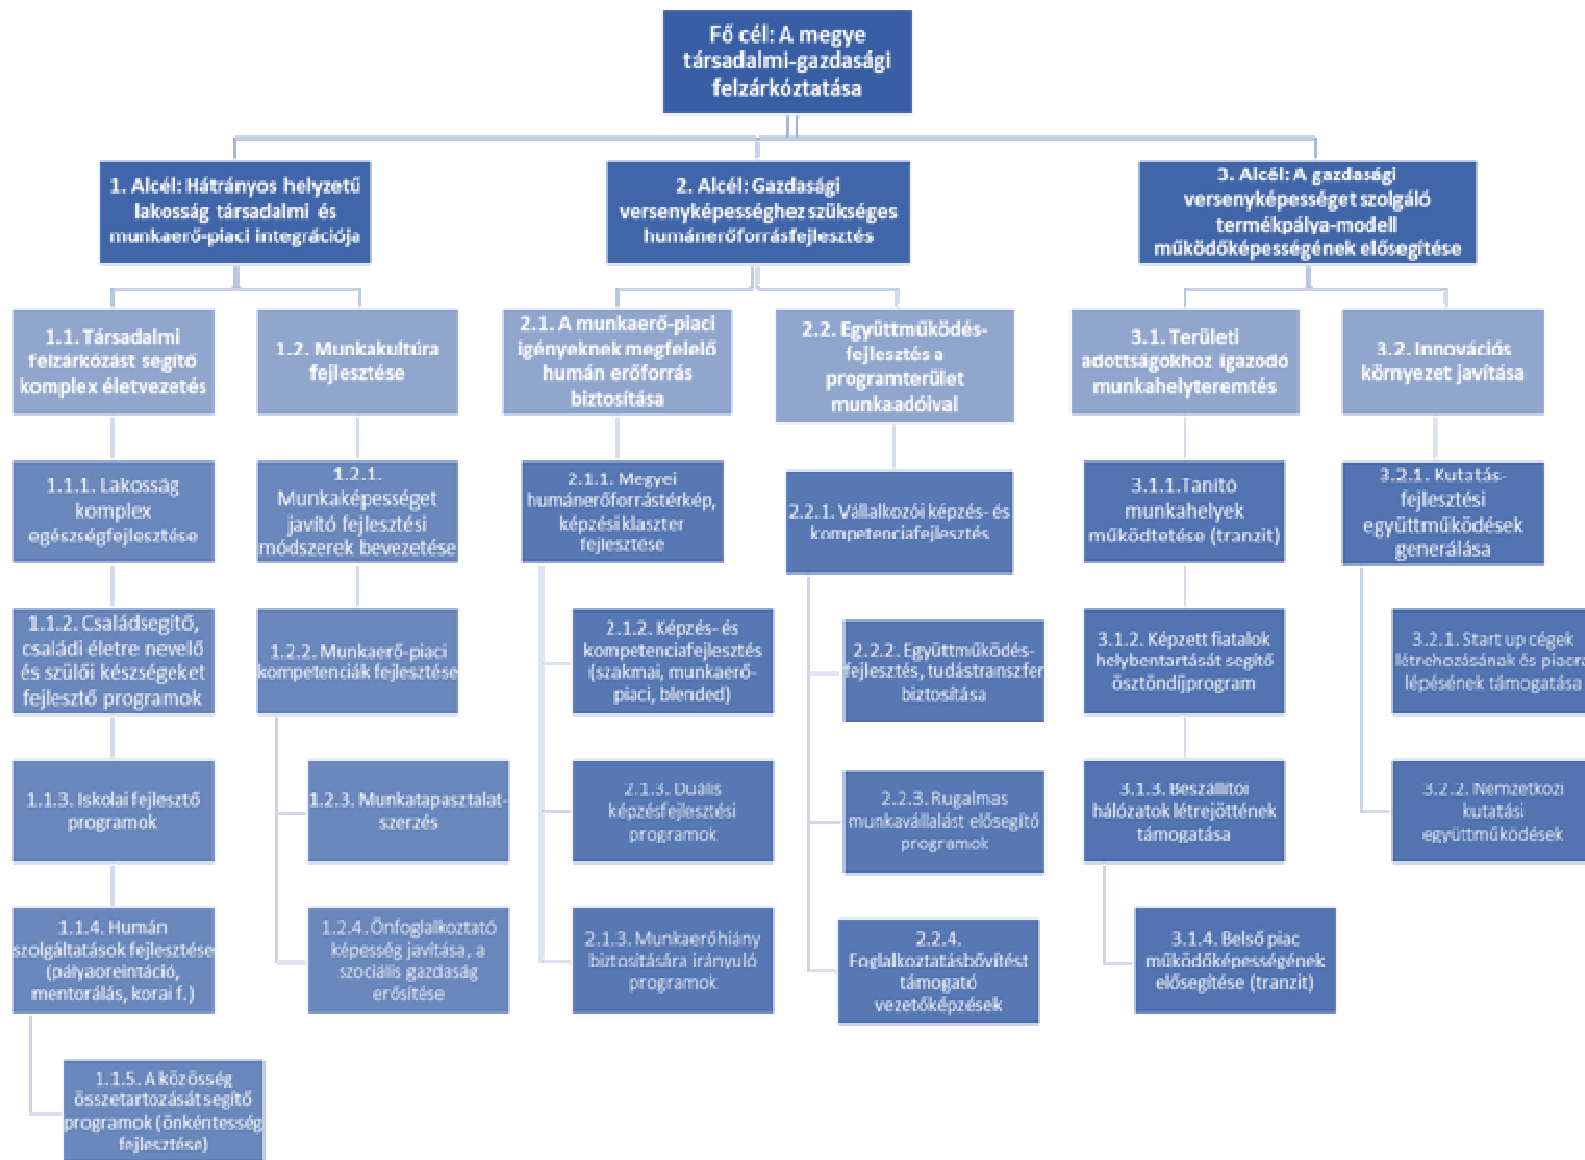 Fő cél: A megye
társadalmi-gazdasági
felzárkóztatása
1. Alcél: Hátrányos helyzetű
lakosság társadalmi és
munkaerő-piaci integrációja
2. Alcél: Gazdasági
versenyképességhez szükséges
humánerőforrásfejlesztés
3. Alcél: A gazdasági
versenyképességet szolgáló
termékpálya-modell
működőképességének elősegítése
1.1. Társadalmi
felzárkózást segítő
komplex életvezetés
1.2. Munkakultúra
fejlesztése
2.1. A munkaerő-piaci
igényeknek megfelelő
humán erőforrás
biztosítása
2.2. Együttműködés-
fejlesztés a
programterület
munkaadóival
3.1. Területi
adottságokhoz igazodó
munkahelyteremtés
3.2. Innovációs
környezet javítása
1.1.1. Lakosság
komplex
egészségfejlesztése
1.2.1.
Munkaképességet
javító fejlesztési
módszerek bevezetése
2.1.1. Megyei
humánerőforrástérkép,
képzési klaszter
fejlesztése
2.2.1. Vállalkozói képzés- és
kompetenciafejlesztés
3.1.1.Tanító
munkahelyek
működtetése (tranzit)
3.2.1. Kutatás-
fejlesztési
együttműködések
generálása
1.1.2. Családsegítő,
családi életre nevelő
és szülői készségeket
fejlesztő programok
1.2.2. Munkaerő-piaci
kompetenciák fejlesztése
2.1.2. Képzés- és
kompetenciafejlesztés
(szakmai, munkaerő-
piaci, blended)
2.2.2. Együttműködés-
fejlesztés, tudástranszfer
biztosítása
3.1.2. Képzett fiatalok
helybentartását segítő
ösztöndíjprogram
3.2.1. Start up cégek
létrehozásának és piacra
lépésének támogatása
1.1.3. Iskolai fejlesztő
programok
1.2.3. Munkatapasztalat-
szerzés
2.1.3. Duális
képzésfejlesztési
programok
2.2.3. Rugalmas
munkavállalást elősegítő
programok
3.1.3. Beszállítói
hálózatok létrejöttének
támogatása
3.2.2. Nemzetközi
kutatási
együttműködések
1.1.4. Humán
szolgáltatások fejlesztése
(pályaoreintáció,
mentorálás, korai f.)
1.2.4. Önfoglalkoztató
képesség javítása, a
szociális gazdaság
erősítése
2.1.3. Munkaerő hiány
biztosítására irányuló
programok
2.2.4.
Foglalkoztatásbővítést
támogató
vezetőképzések
3.1.4. Belső piac
működőképességének
elősegítése (tranzit)
1.1.5. A közösség
összetartozását segítő
programok (önkéntesség
fejlesztése)